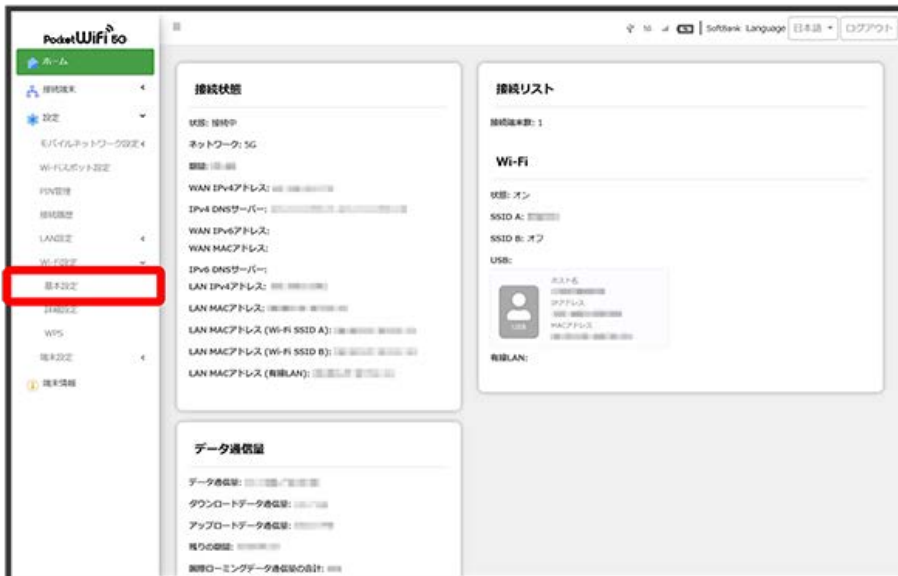 PocketWiFi 5G
SoftBank Language 日本語 ログアウト
ホーム
接続端末
設定
モバイルネットワーク設定
Wi-Fiスポット設定
PIN管理
接続履歴
LAN設定
Wi-Fi設定
基本設定
詳細設定
WPS
端末設定
端末情報
接続状態
状態: 接続中
ネットワーク: 5G
期間:
WAN IPv4アドレス:
IPv4 DNSサーバー:
WAN IPv6アドレス:
WAN MACアドレス:
IPv6 DNSサーバー:
LAN IPv4アドレス:
LAN MACアドレス:
LAN MACアドレス (Wi-Fi SSID A):
LAN MACアドレス (Wi-Fi SSID B):
LAN MACアドレス (有線LAN):
データ通信量
データ通信量:
ダウンロードデータ通信量:
アップロードデータ通信量:
残りの期間:
国際ローミングデータ通信量の合計:
接続リスト
接続端末数: 1
Wi-Fi
状態: オン
SSID A:
SSID B: オフ
USB:
USB
ホスト名
IPアドレス
MACアドレス
有線LAN: